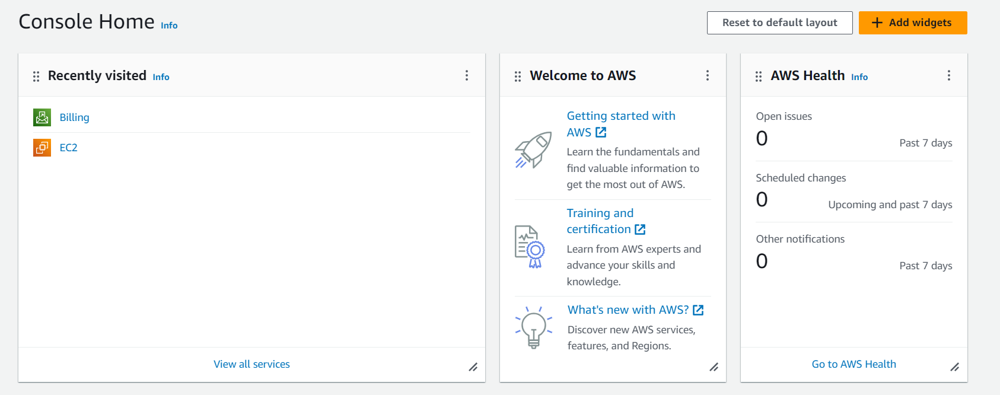 Console Home Info
Reset to default layout
Add widgets
Recently visited Info
Billing
EC2
View all services
Welcome to AWS
Getting started with
AWS
Learn the fundamentals and
find valuable information to
get the most out of AWS.
Training and
certification
Learn from AWS experts and
advance your skills and
knowledge.
What's new with AWS?
Discover new AWS services,
features, and Regions.
AWS Health Info
Open issues
0
Past 7 days
Scheduled changes
0
Upcoming and past 7 days
Other notifications
0
Past 7 days
Go to AWS Health